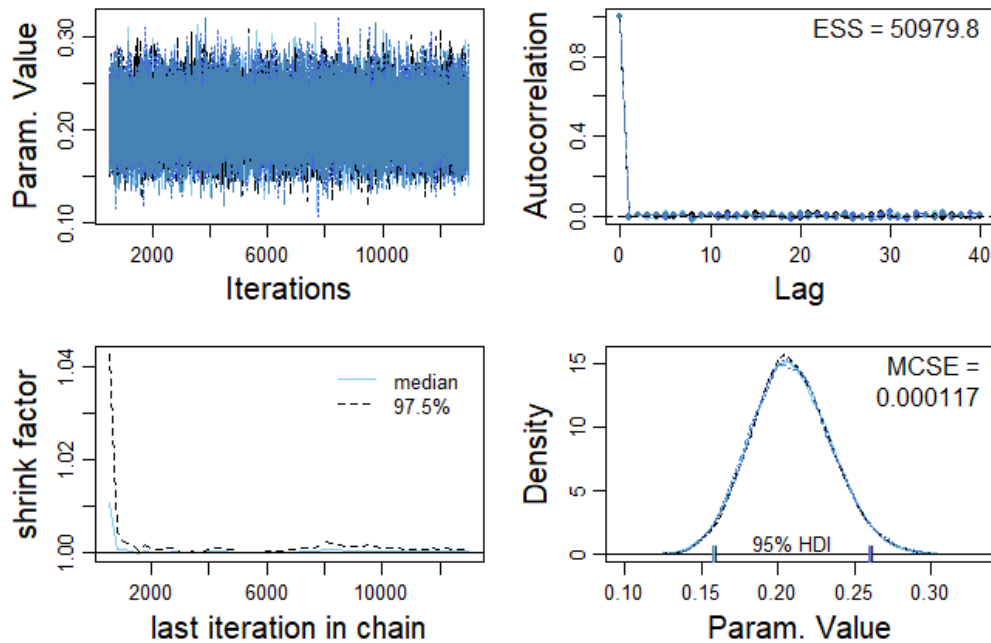 Param. Value
0.30
0.20
0.10
2000 6000 10000
Iterations
Autocorrelation
ESS = 50979.8
0.8
0.4
0.0
0 10 20 30 40
Lag
shrink factor
1.04
1.02
1.00
median
97.5%
2000 6000 10000
last iteration in chain
Density
MCSE =
0.000117
15
10
5
0
95% HDI
0.10 0.15 0.20 0.25 0.30
Param. Value